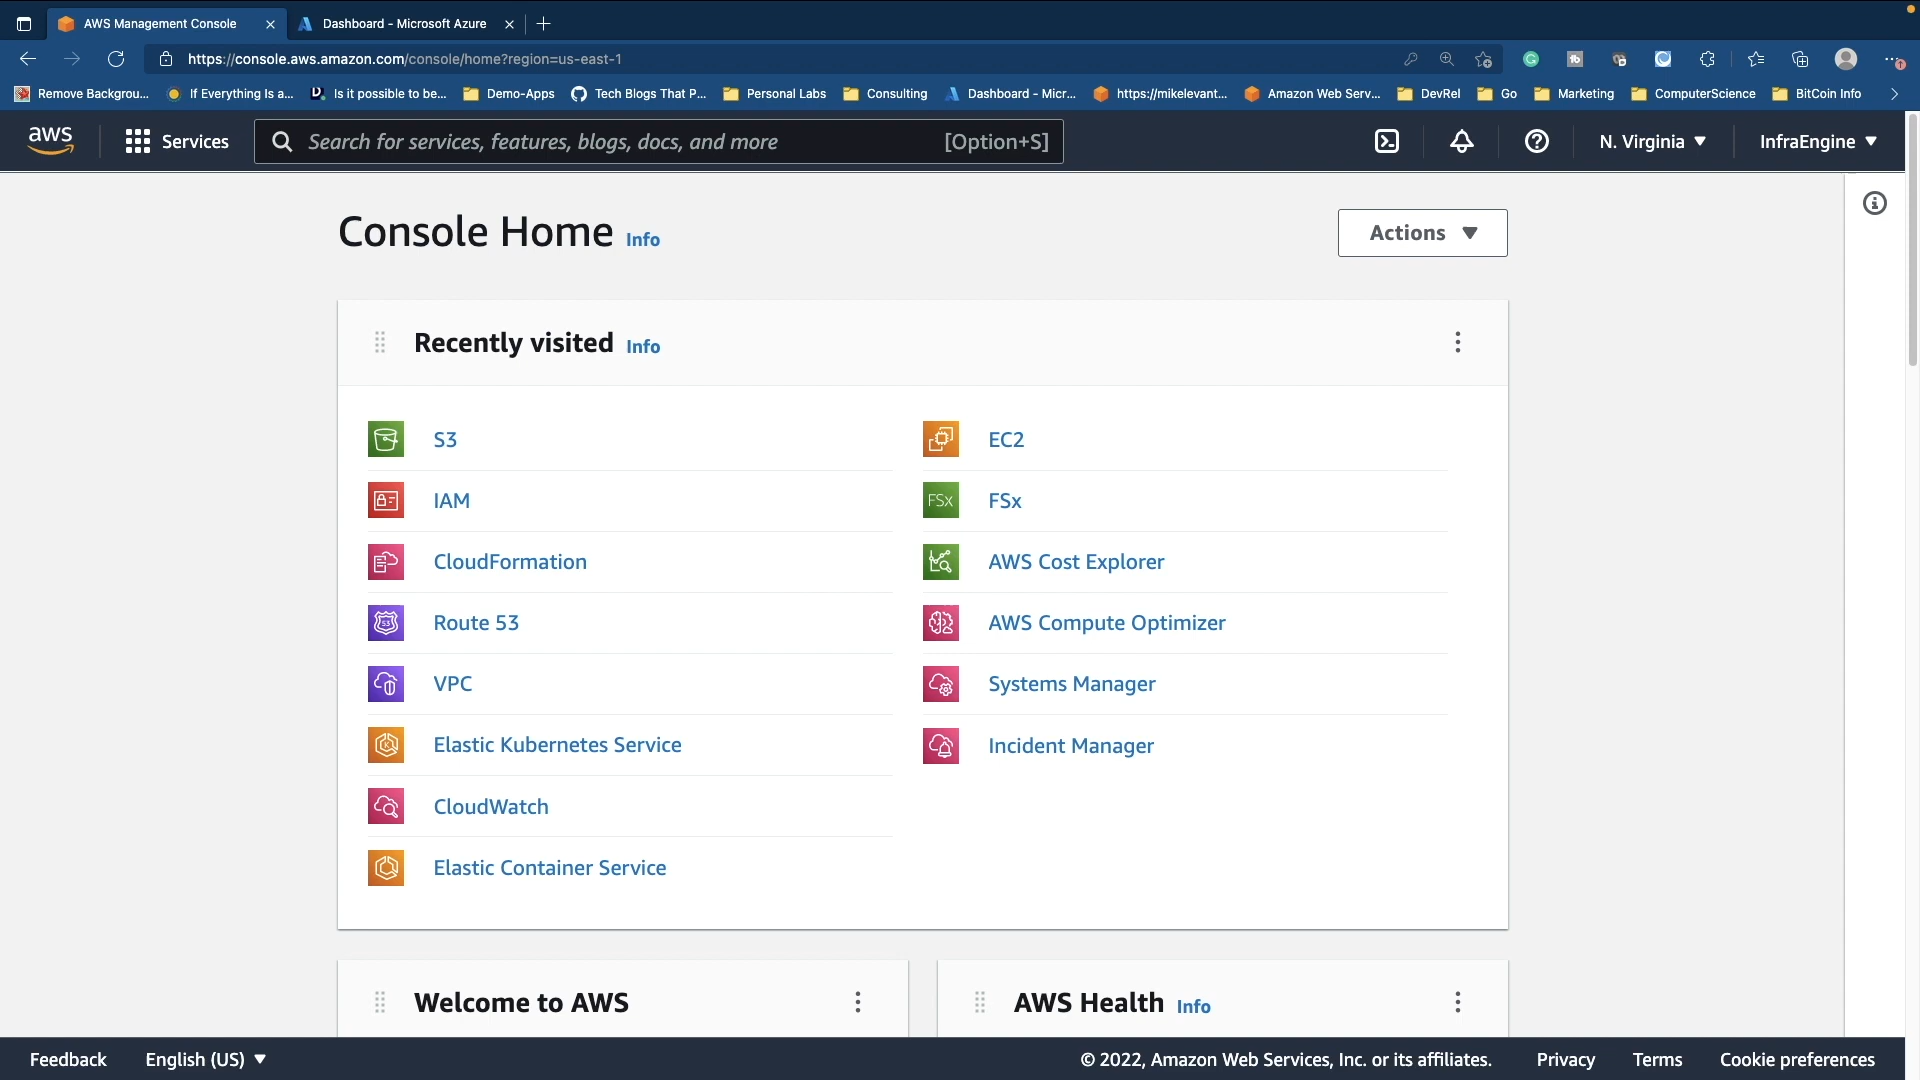 AWS Management Console
Dashboard - Microsoft Azure
https://console.aws.amazon.com/console/home?region=us-east-1
Remove Backgrou...
If Everything Is a...
Is it possible to be...
Demo-Apps
Tech Blogs That P...
Personal Labs
Consulting
Dashboard - Micr...
https://mikelevant...
Amazon Web Serv...
DevRel
Go
Marketing
ComputerScience
BitCoin Info
aws
Services
Search for services, features, blogs, docs, and more
[Option+S]
N. Virginia
InfraEngine
Console Home Info
Actions
Recently visited Info
S3
IAM
CloudFormation
Route 53
VPC
Elastic Kubernetes Service
CloudWatch
Elastic Container Service
EC2
FSx
FSx
AWS Cost Explorer
AWS Compute Optimizer
Systems Manager
Incident Manager
Welcome to AWS
AWS Health Info
Feedback
English (US)
© 2022, Amazon Web Services, Inc. or its affiliates.
Privacy
Terms
Cookie preferences